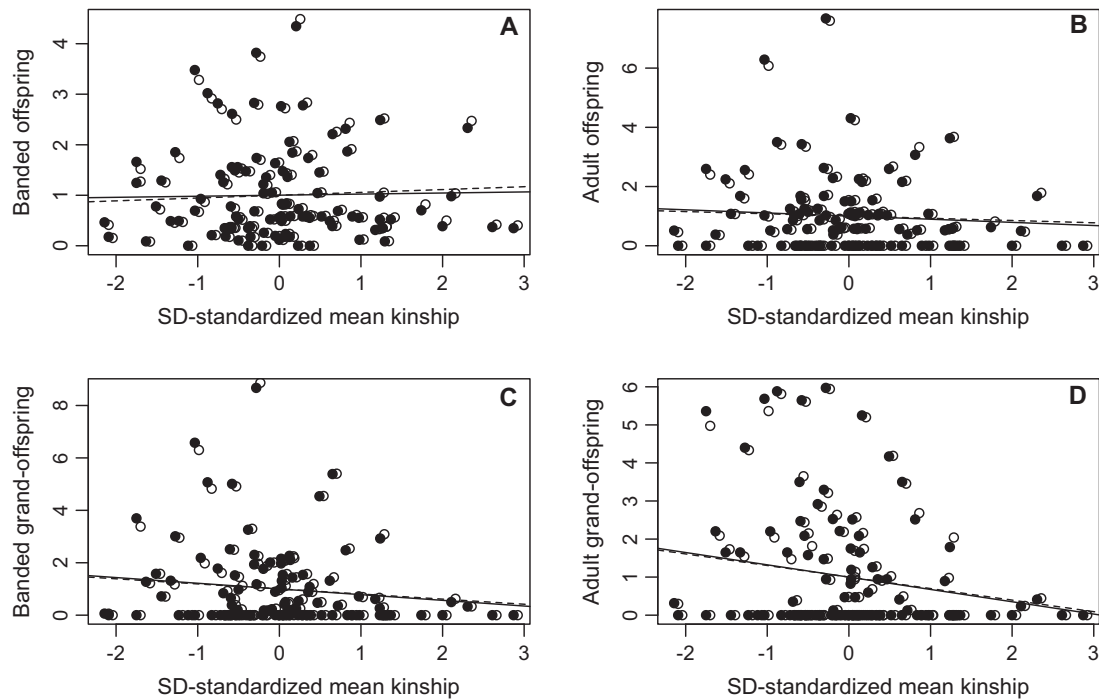 A
Banded offspring
4
3
2
1
0
-2 -1 0 1 2 3
SD-standardized mean kinship
B
Adult offspring
6
4
2
0
-2 -1 0 1 2 3
SD-standardized mean kinship
C
Banded grand-offspring
8
6
4
2
0
-2 -1 0 1 2 3
SD-standardized mean kinship
D
Adult grand-offspring
6
5
4
3
2
1
0
-2 -1 0 1 2 3
SD-standardized mean kinship